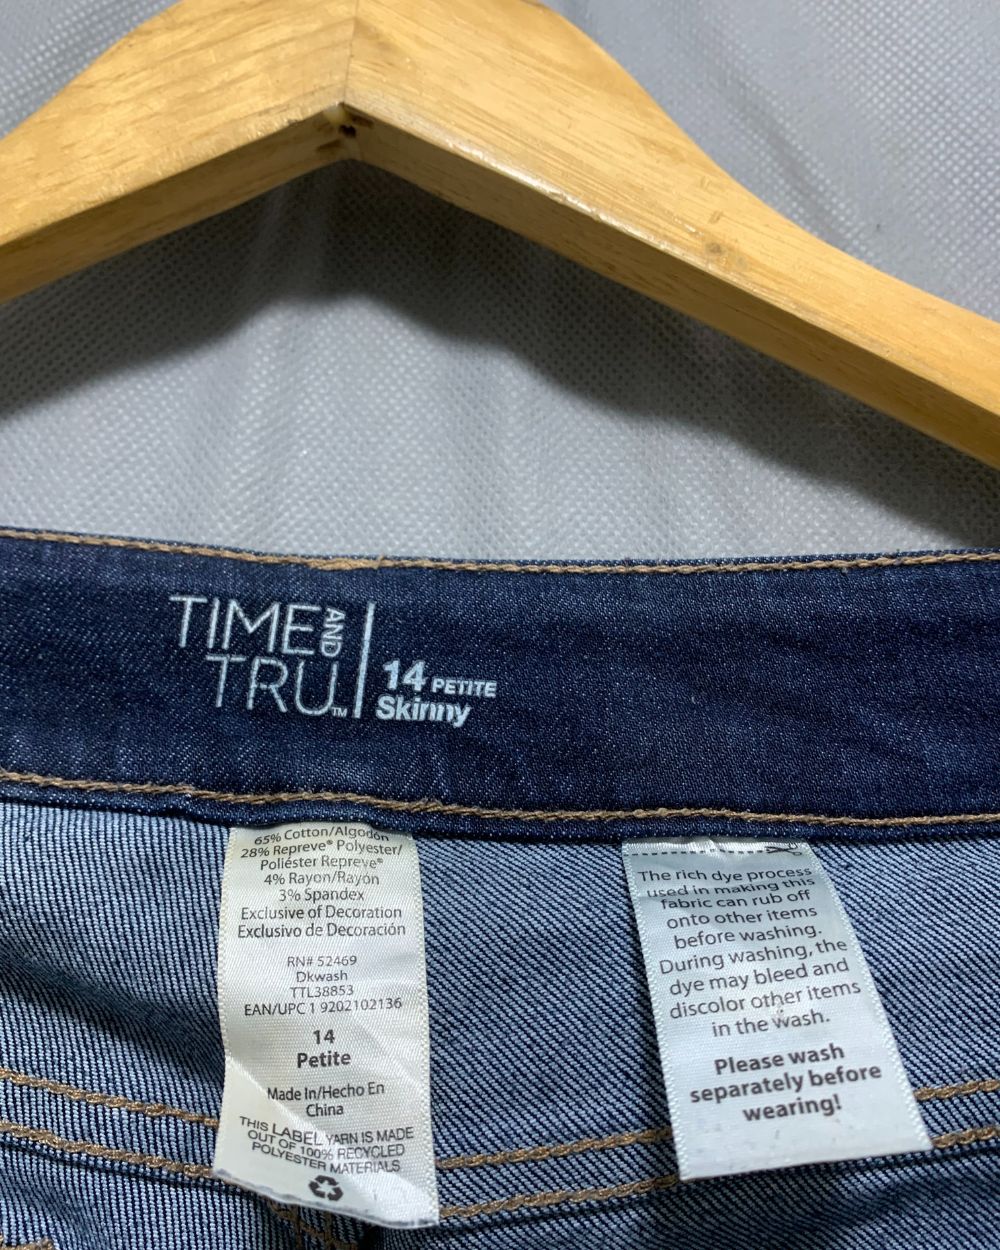 TIME AND
TRU™
14 PETITE
Skinny
65% Cotton/Algodón
28% Repreve® Polyester/
Poliéster Repreve®
4% Rayon/Rayón
3% Spandex
Exclusive of Decoration
Exclusivo de Decoración
RN# 52469
Dkwash
TTL38853
EAN/UPC 1 9202102136
14
Petite
Made In/Hecho En
China
THIS LABEL YARN IS MADE
OUT OF 100% RECYCLED
POLYESTER MATERIALS
The rich dye process
used in making this
fabric can rub off
onto other items
before washing.
During washing, the
dye may bleed and
discolor other items
in the wash.
Please wash
separately before
wearing!